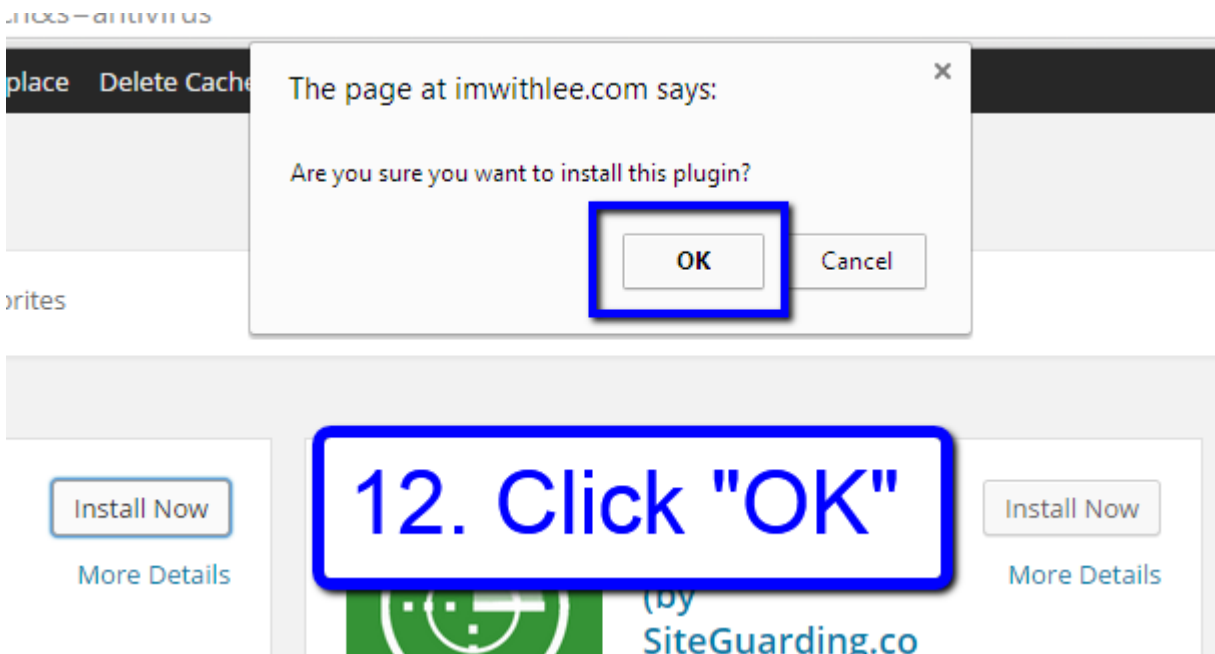 =antivirus
place Delete Cache
The page at imwithlee.com says:
×
Are you sure you want to install this plugin?
OK Cancel
orites
12. Click "OK"
Install Now
Install Now
More Details
More Details
(by
SiteGuarding.co